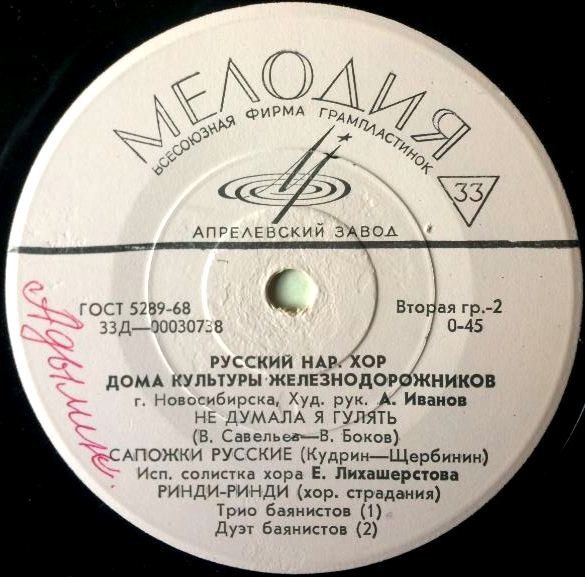 МЕЛОДИЯ
ВСЕСОЮЗНАЯ ФИРМА ГРАМПЛАСТИНОК
33
АПРЕЛЕВСКИЙ ЗАВОД
ГОСТ 5289-68
Вторая гр.-2
33Д—00030738
0-45
РУССКИЙ НАР. ХОР
ДОМА КУЛЬТУРЫ ЖЕЛЕЗНОДОРОЖНИКОВ
г. Новосибирска, Худ. рук. А. Иванов
НЕ ДУМАЛА Я ГУЛЯТЬ
(В. Савельев—В. Боков)
САПОЖКИ РУССКИЕ (Кудрин—Щербинин)
Исп. солистка хора Е. Лихашерстова
РИНДИ-РИНДИ (хор. страдания)
Трио баянистов (1)
Дуэт баянистов (2)